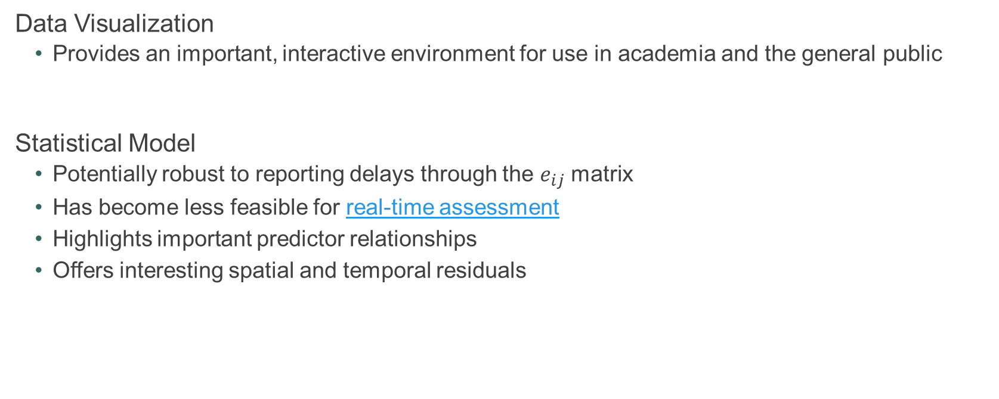 Data Visualization
• Provides an important, interactive environment for use in academia and the general public
Statistical Model
• Potentially robust to reporting delays through the $e_{ij}$ matrix
• Has become less feasible for real-time assessment
• Highlights important predictor relationships
• Offers interesting spatial and temporal residuals